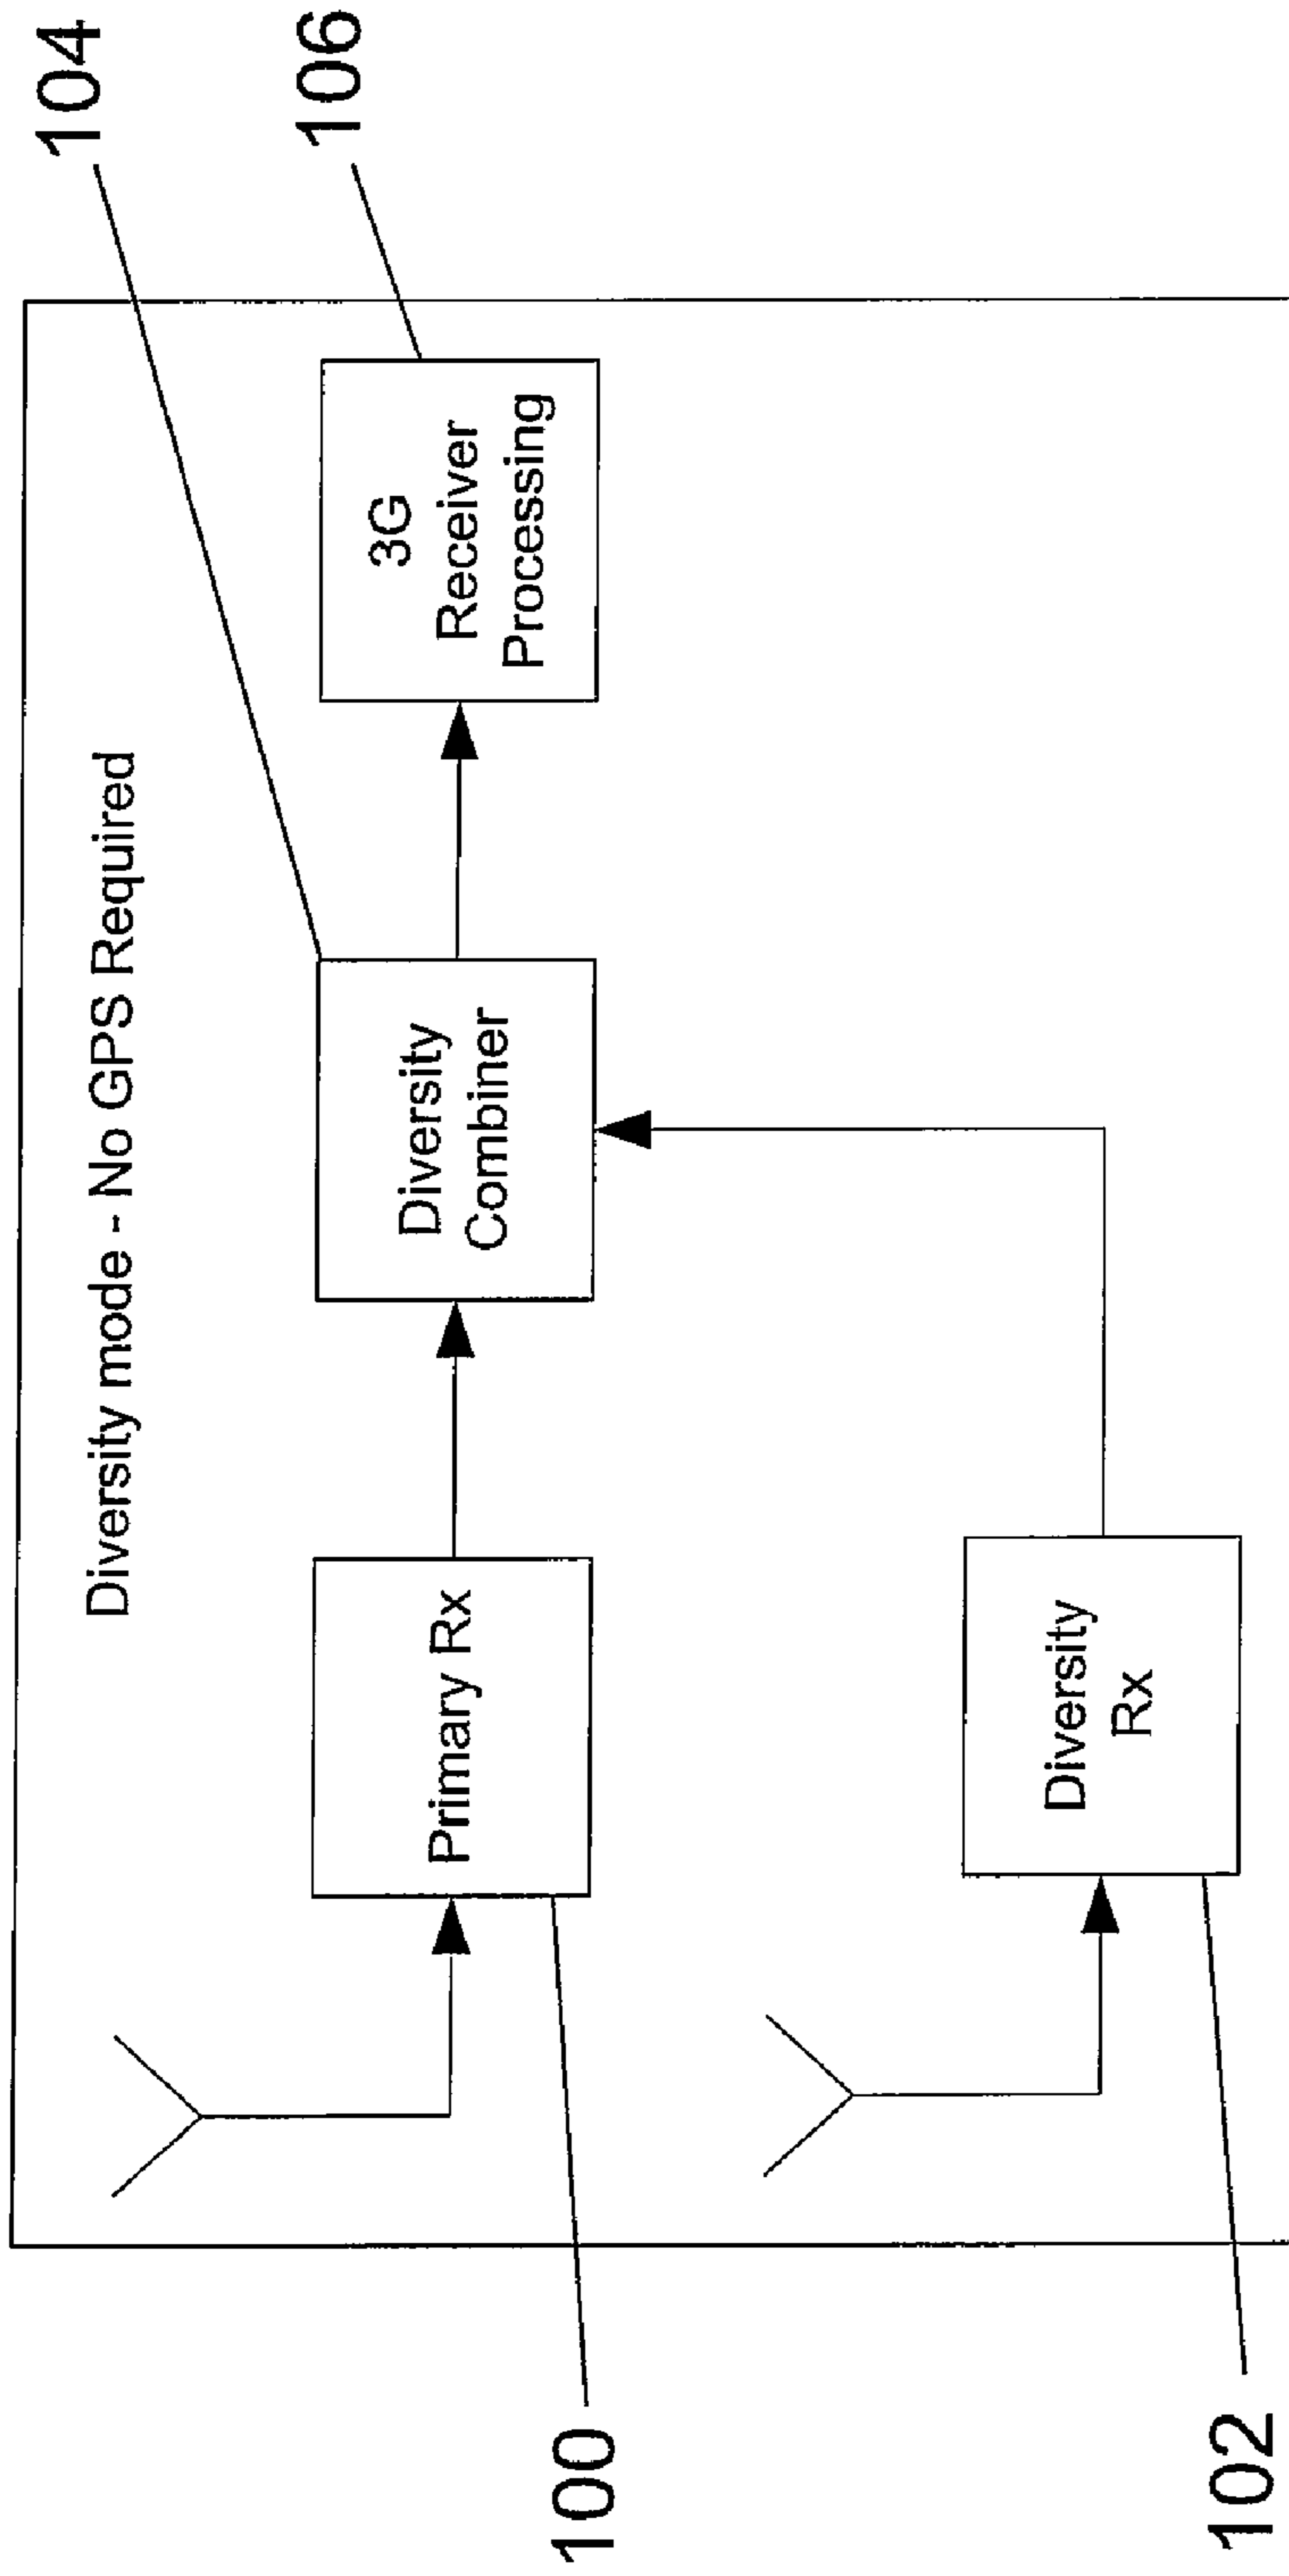 104
106
Diversity mode - No GPS Required
Primary Rx
Diversity
Combiner
3G
Receiver
Processing
Diversity
Rx
100
102